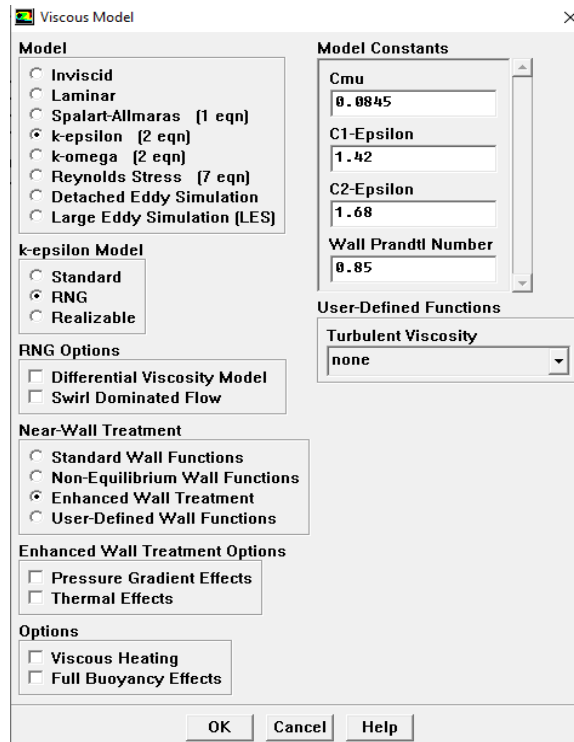 Viscous Model
Model
Inviscid
Laminar
Spalart-Allmaras (1 eqn)
k-epsilon (2 eqn)
k-omega (2 eqn)
Reynolds Stress (7 eqn)
Detached Eddy Simulation
Large Eddy Simulation (LES)
k-epsilon Model
Standard
RNG
Realizable
RNG Options
Differential Viscosity Model
Swirl Dominated Flow
Near-Wall Treatment
Standard Wall Functions
Non-Equilibrium Wall Functions
Enhanced Wall Treatment
User-Defined Wall Functions
Enhanced Wall Treatment Options
Pressure Gradient Effects
Thermal Effects
Options
Viscous Heating
Full Buoyancy Effects
Model Constants
Cmu
0.0845
C1-Epsilon
1.42
C2-Epsilon
1.68
Wall Prandtl Number
0.85
User-Defined Functions
Turbulent Viscosity
none
OK Cancel Help